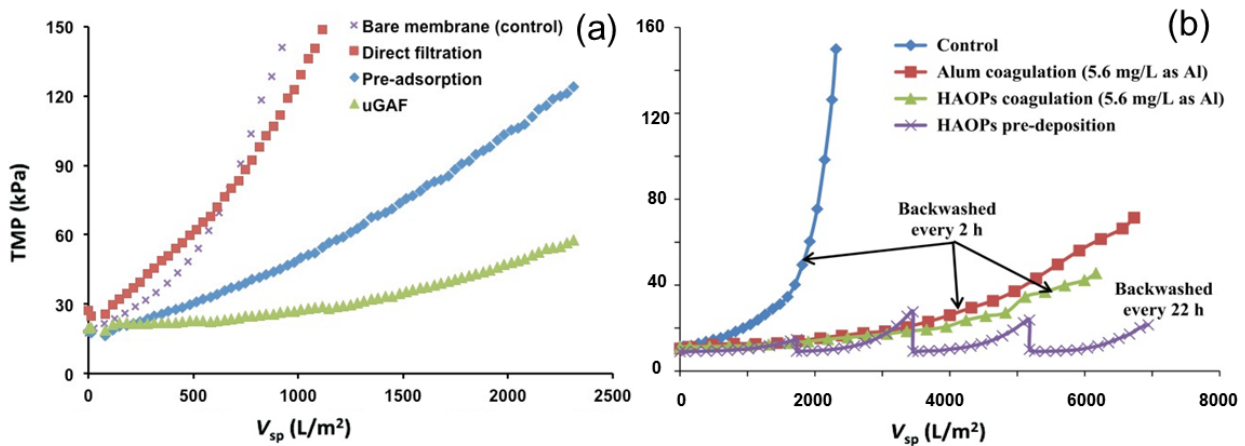 (a)
TMP (kPa)
150
120
90
60
30
0
0 500 1000 1500 2000 2500
Vsp (L/m²)
Bare membrane (control)
Direct filtration
Pre-adsorption
uGAF
(b)
160
120
80
40
0
0 2000 4000 6000 8000
Vsp (L/m²)
Control
Alum coagulation (5.6 mg/L as Al)
HAOPs coagulation (5.6 mg/L as Al)
HAOPs pre-deposition
Backwashed
every 2 h
Backwashed
every 22 h